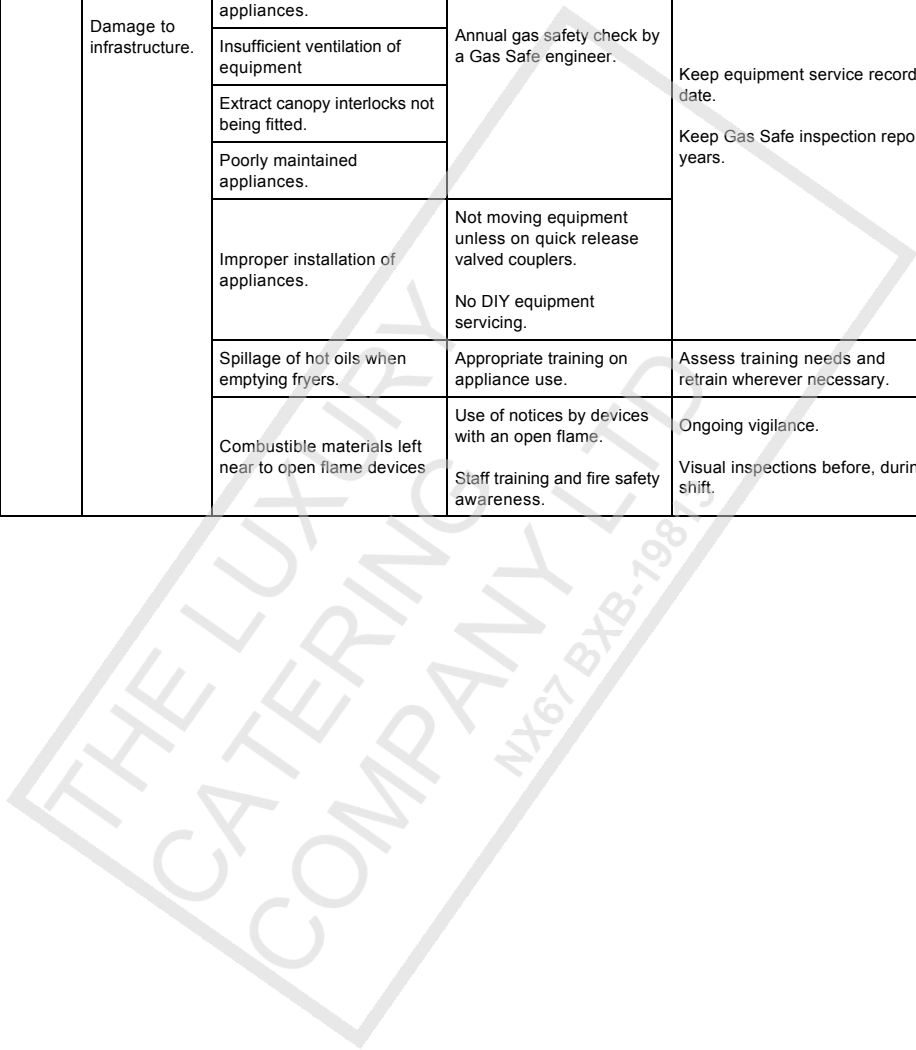 appliances.
Damage to
infrastructure.
Insufficient ventilation of
equipment
Extract canopy interlocks not
being fitted.
Poorly maintained
appliances.
Annual gas safety check by
a Gas Safe engineer.
Keep equipment service record
date.
Keep Gas Safe inspection repo
years.
Improper installation of
appliances.
Not moving equipment
unless on quick release
valved couplers.
No DIY equipment
servicing.
Spillage of hot oils when
emptying fryers.
Appropriate training on
appliance use.
Assess training needs and
retrain wherever necessary.
Combustible materials left
near to open flame devices
Use of notices by devices
with an open flame.
Staff training and fire safety
awareness.
Ongoing vigilance.
Visual inspections before, durin
shift.
THE LUXURY
CATERING
COMPANY LTD
NX67 BXB-19813